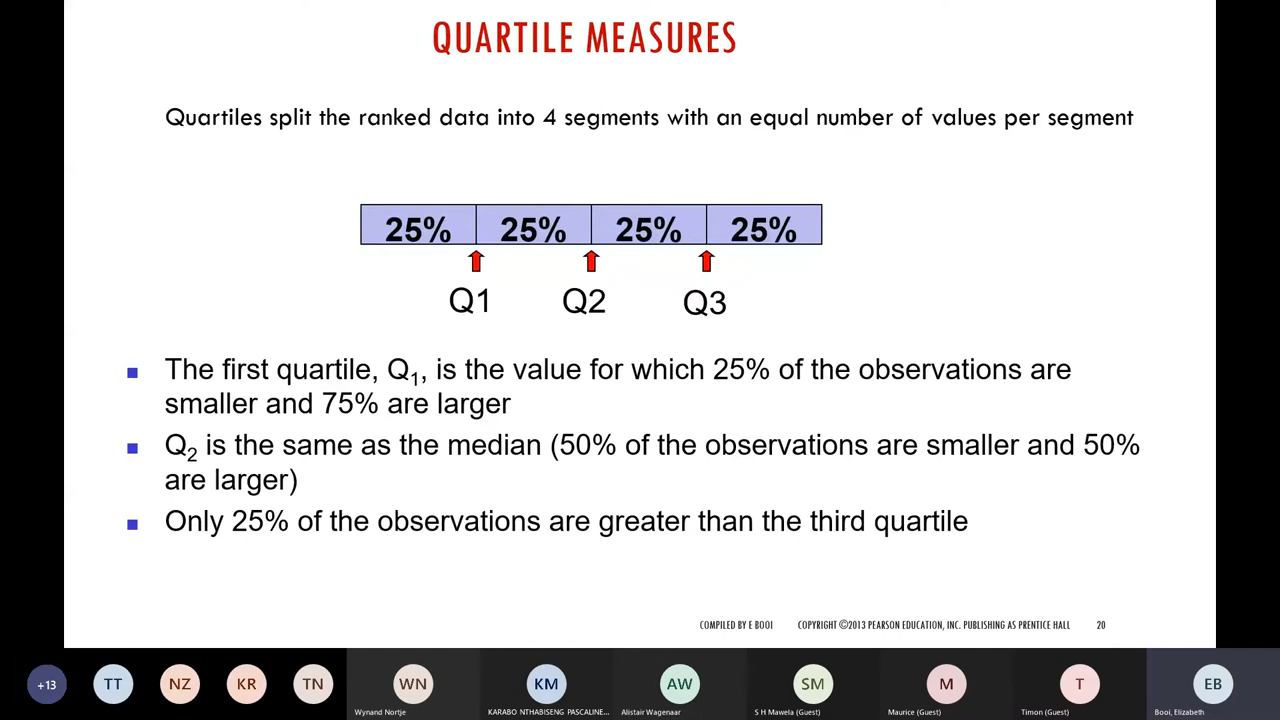 QUARTILE MEASURES
Quartiles split the ranked data into 4 segments with an equal number of values per segment
25% 25% 25% 25%
Q1 Q2 Q3
The first quartile, Q1, is the value for which 25% of the observations are
smaller and 75% are larger
Q2 is the same as the median (50% of the observations are smaller and 50%
are larger)
Only 25% of the observations are greater than the third quartile
COMPILED BY E BOOI COPYRIGHT ©2013 PEARSON EDUCATION, INC. PUBLISHING AS PRENTICE HALL 20
+13 TT NZ KR TN WN KM AW SM M T EB
Wynand Nortje KARABO NTHABISENG PASCALINE... Alistair Wagenaar S H Mawela (Guest) Maurice (Guest) Timon (Guest) Booi, Elizabeth